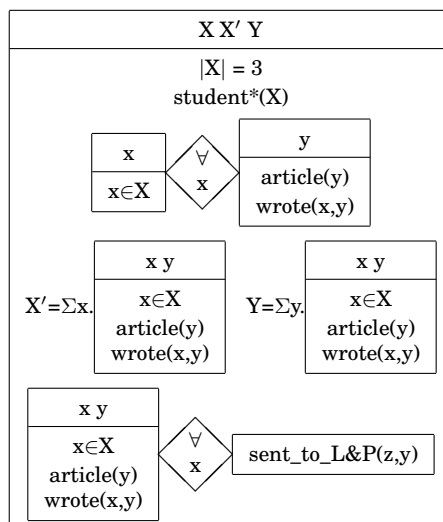 X X′ Y
|X| = 3
student*(X)
x
x∈X
∀
x
y
article(y)
wrote(x,y)
X′=Σx.
x y
x∈X
article(y)
wrote(x,y)
Y=Σy.
x y
x∈X
article(y)
wrote(x,y)
x y
x∈X
article(y)
wrote(x,y)
∀
x
sent_to_L&P(z,y)